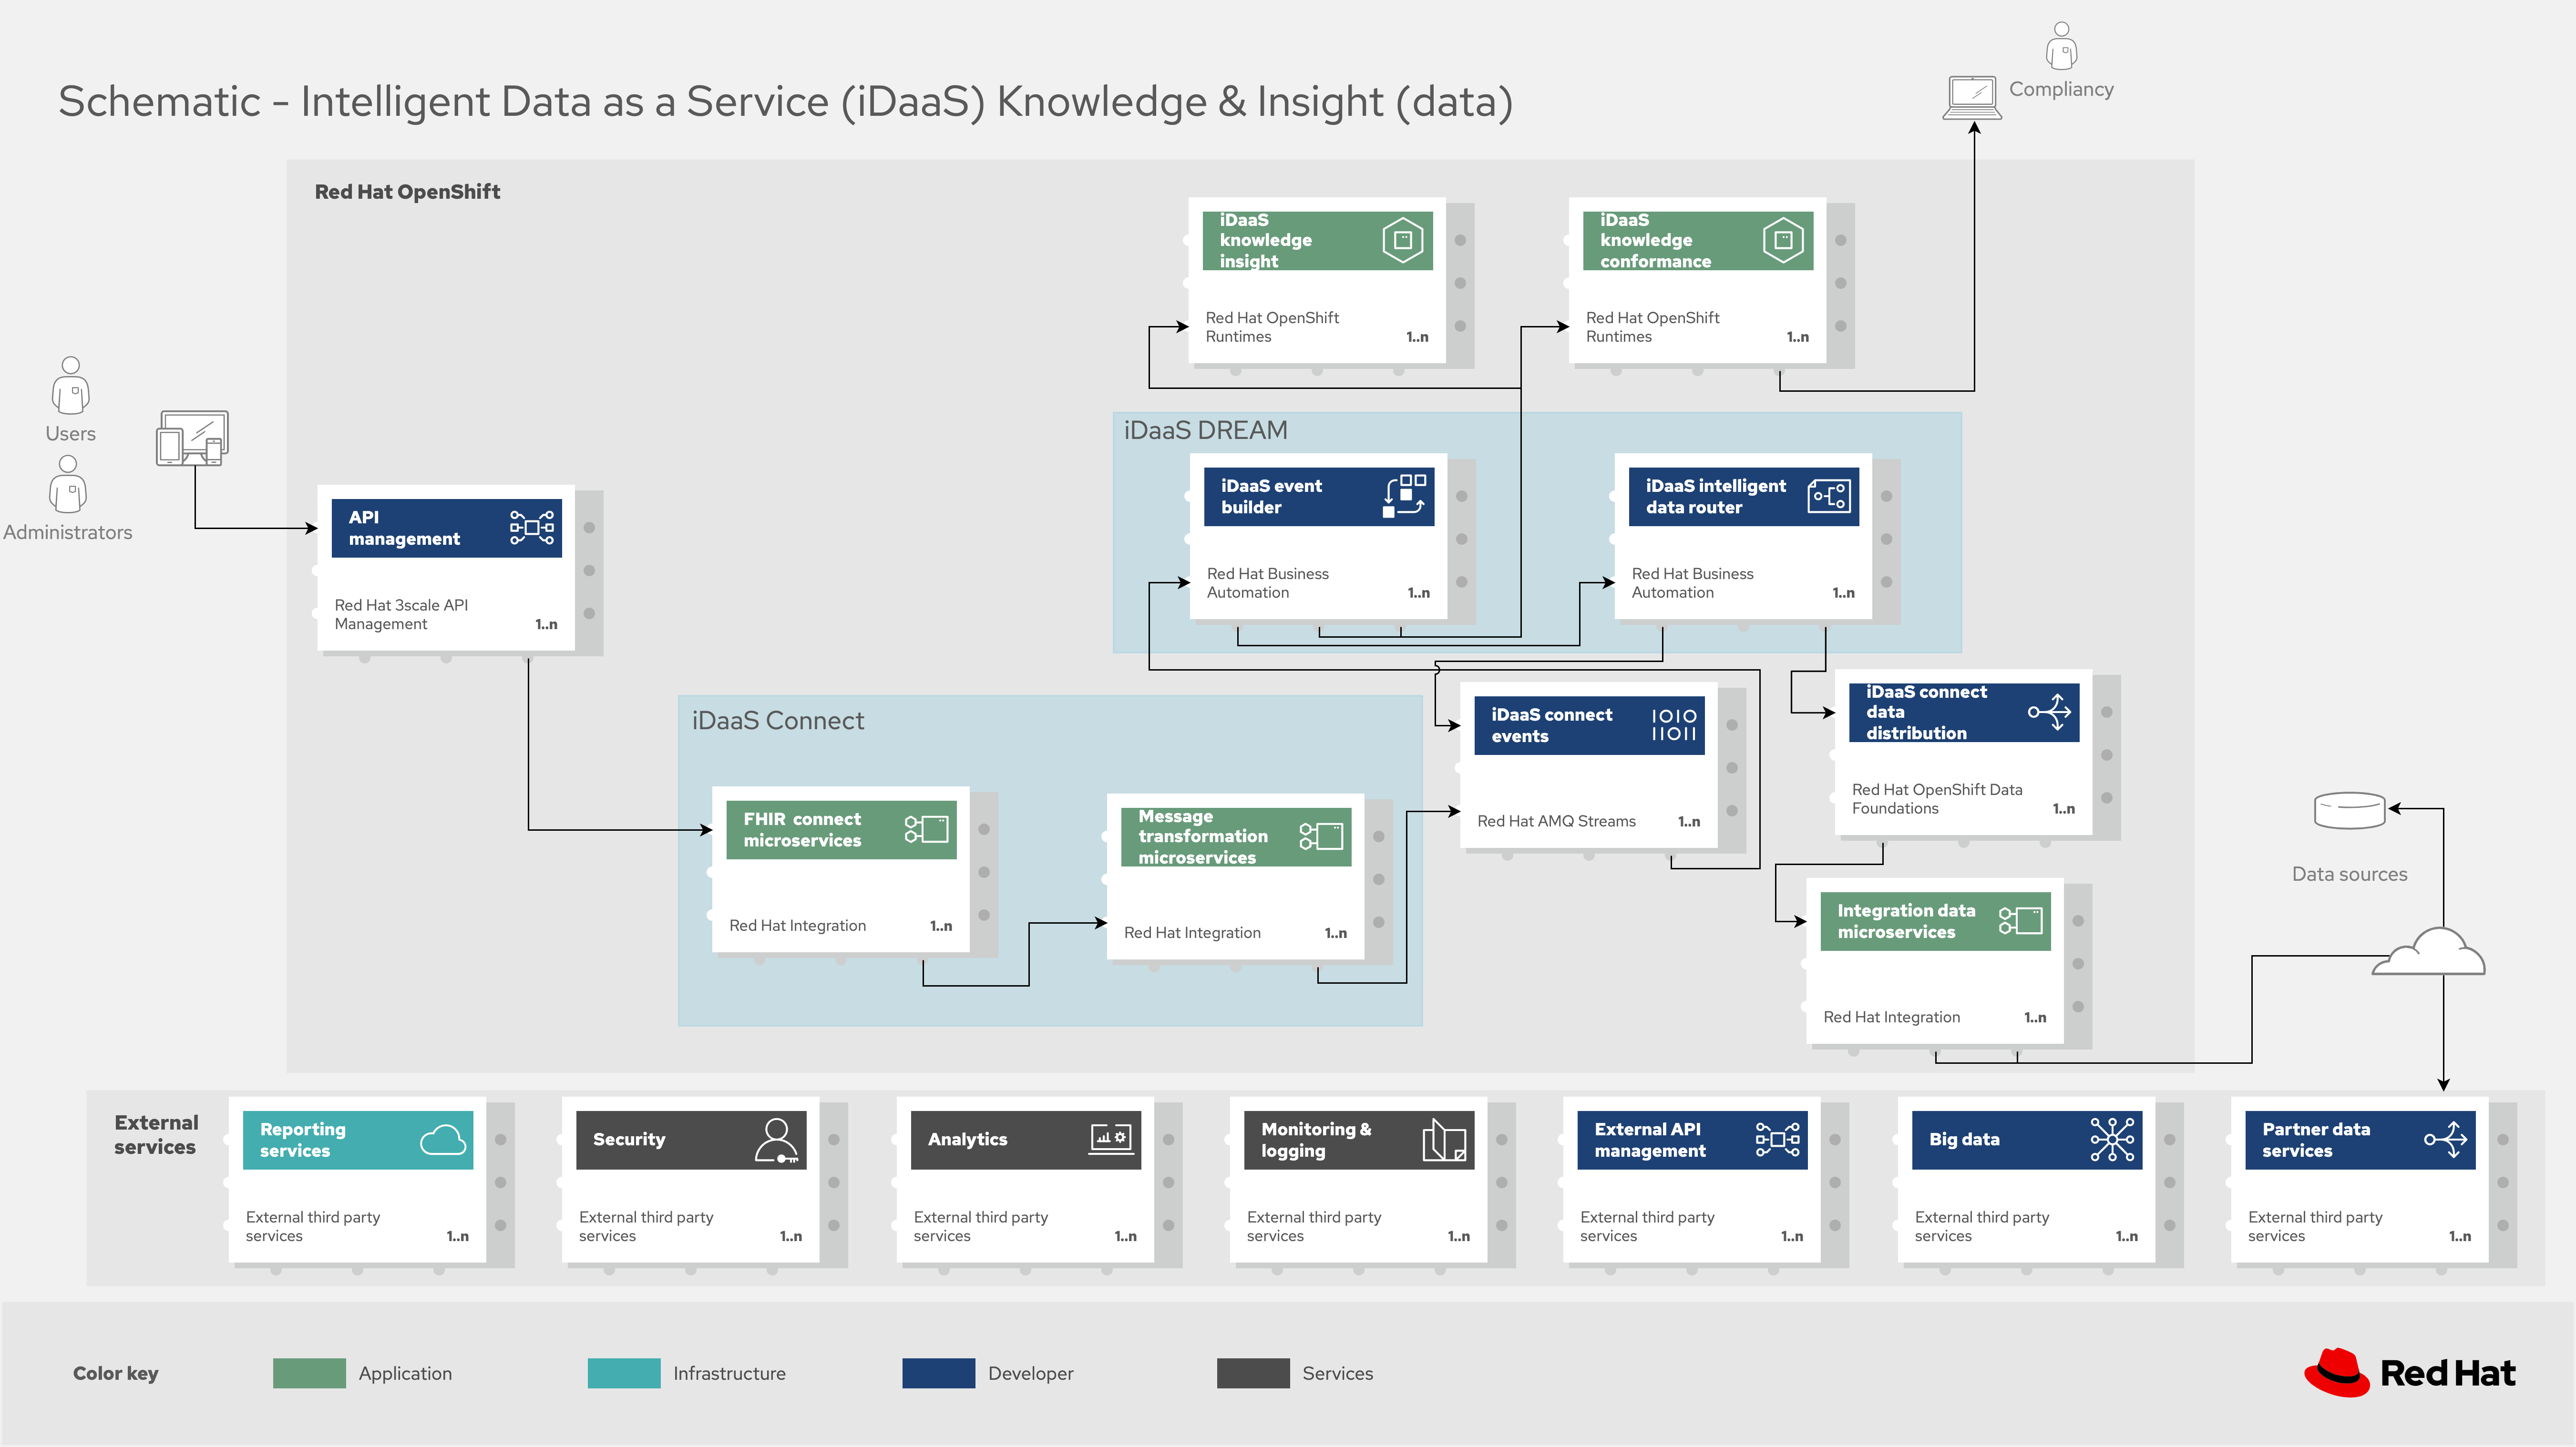 Schematic - Intelligent Data as a Service (iDaaS) Knowledge & Insight (data)
Compliancy
Red Hat OpenShift
iDaaS
knowledge
insight
Red Hat OpenShift
Runtimes
1..n
iDaaS
knowledge
conformance
Red Hat OpenShift
Runtimes
1..n
Users
Administrators
API
management
Red Hat 3scale API
Management
1..n
iDaaS DREAM
iDaaS event
builder
Red Hat Business
Automation
1..n
iDaaS intelligent
data router
Red Hat Business
Automation
1..n
iDaaS Connect
FHIR connect
microservices
Red Hat Integration
1..n
Message
transformation
microservices
Red Hat Integration
1..n
iDaaS connect
events
IOIO
IIOII
Red Hat AMQ Streams
1..n
iDaaS connect
data
distribution
Red Hat OpenShift Data
Foundations
1..n
Integration data
microservices
Red Hat Integration
1..n
Data sources
External
services
Reporting
services
External third party
services
1..n
Security
External third party
services
1..n
Analytics
External third party
services
1..n
Monitoring &
logging
External third party
services
1..n
External API
management
External third party
services
1..n
Big data
External third party
services
1..n
Partner data
services
External third party
services
1..n
Color key
Application
Infrastructure
Developer
Services
Red Hat